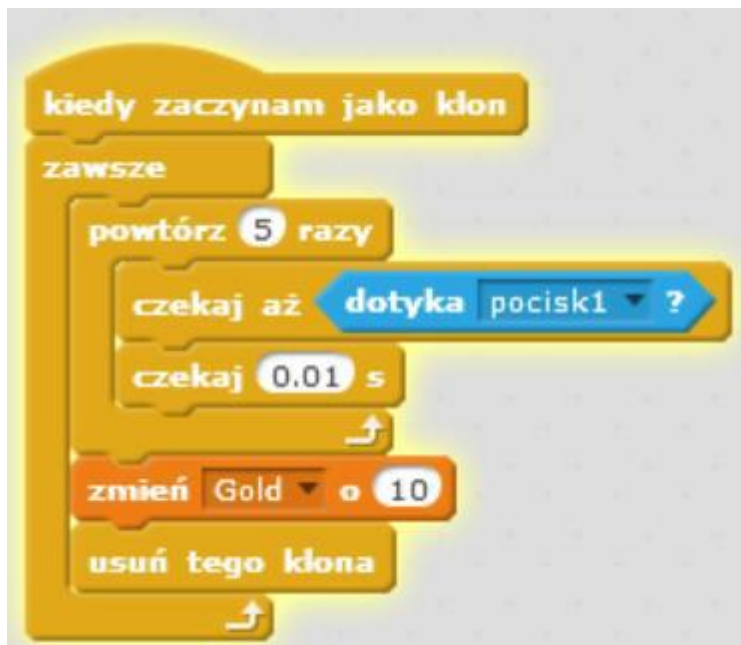 kiedy zaczynam jako klon
zawsze
powtórz 5 razy
czekaj aż dotyka pocisk1 ?
czekaj 0.01 s
zmień Gold o 10
usuń tego klona